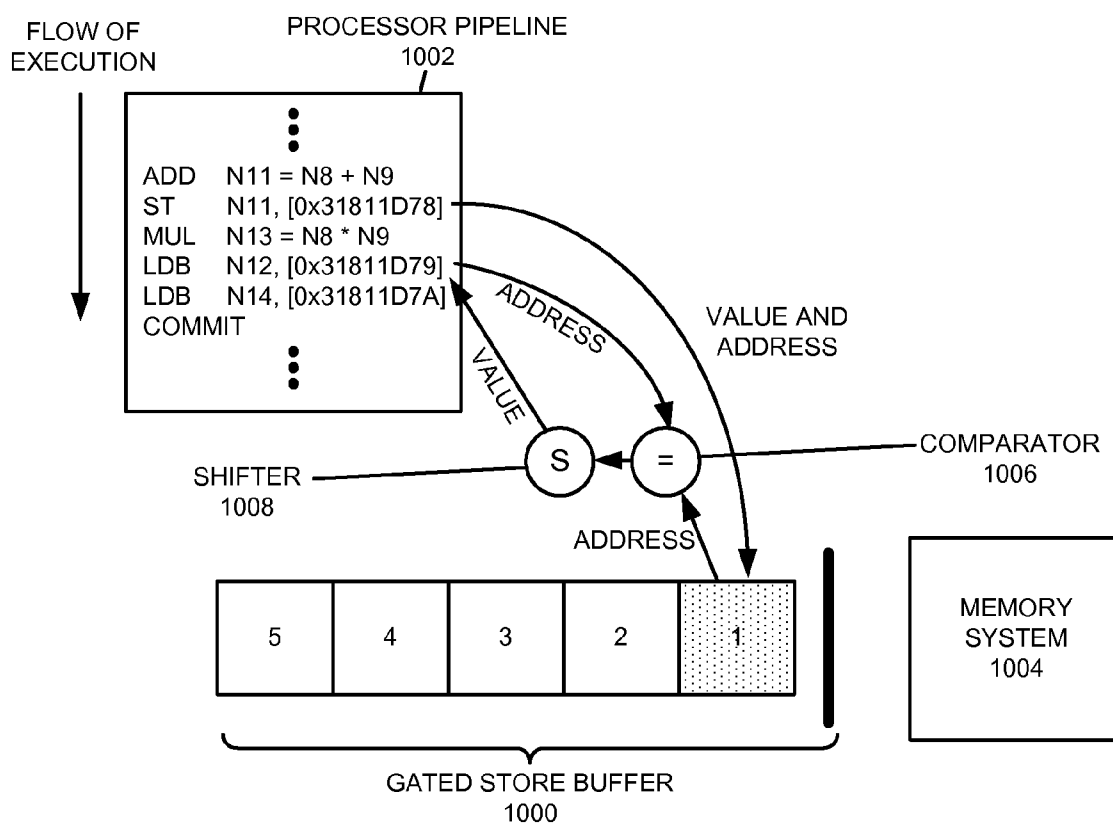 FLOW OF
EXECUTION
PROCESSOR PIPELINE
1002
ADD N11 = N8 + N9
ST N11, [0x31811D78]
MUL N13 = N8 * N9
LDB N12, [0x31811D79]
LDB N14, [0x31811D7A]
COMMIT
ADDRESS
VALUE
VALUE AND
ADDRESS
S
=
COMPARATOR
1006
SHIFTER
1008
ADDRESS
5
4
3
2
1
MEMORY
SYSTEM
1004
GATED STORE BUFFER
1000